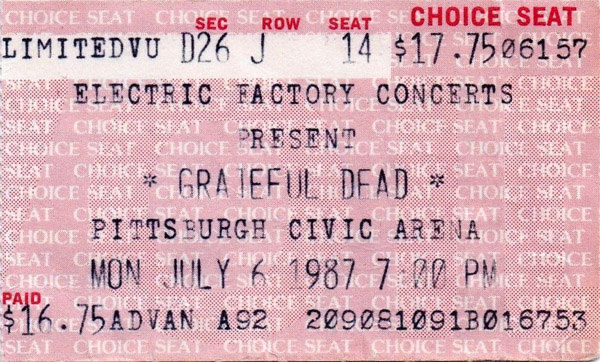 SEC ROW SEAT CHOICE SEAT
LIMITEDVU D26 J 14 $17.75 06157
ELECTRIC FACTORY CONCERTS
PRESENT
* GRATEFUL DEAD *
PITTSBURGH CIVIC ARENA
MON JULY 6 1987 7:00 PM
PAID
$16.75 ADVAN A92 209081091B016753